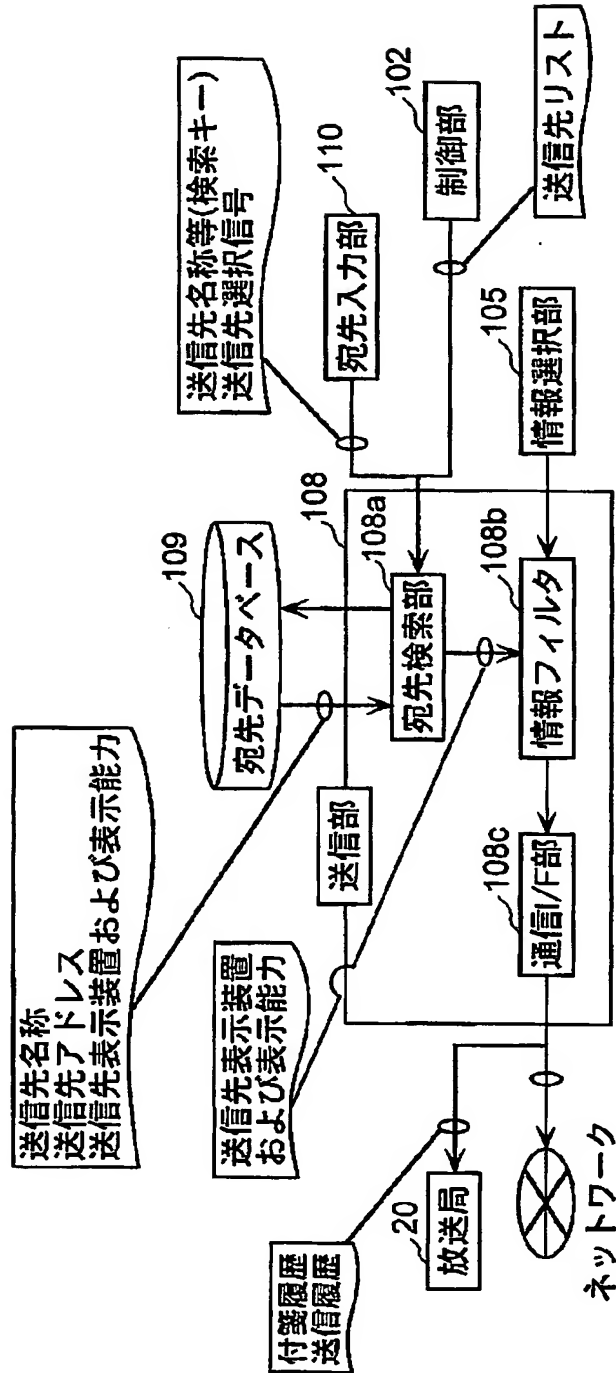 送信先名称
送信先アドレス
送信先表示装置および表示能力
送信先名称等(検索キー)
送信先選択信号
送信先表示装置
および表示能力
付箋履歴
送信履歴
109
宛先データベース
110
宛先入力部
102
制御部
送信先リスト
108
送信部
108a
宛先検索部
20
放送局
108c
通信I/F部
108b
情報フィルタ
105
情報選択部
ネットワーク